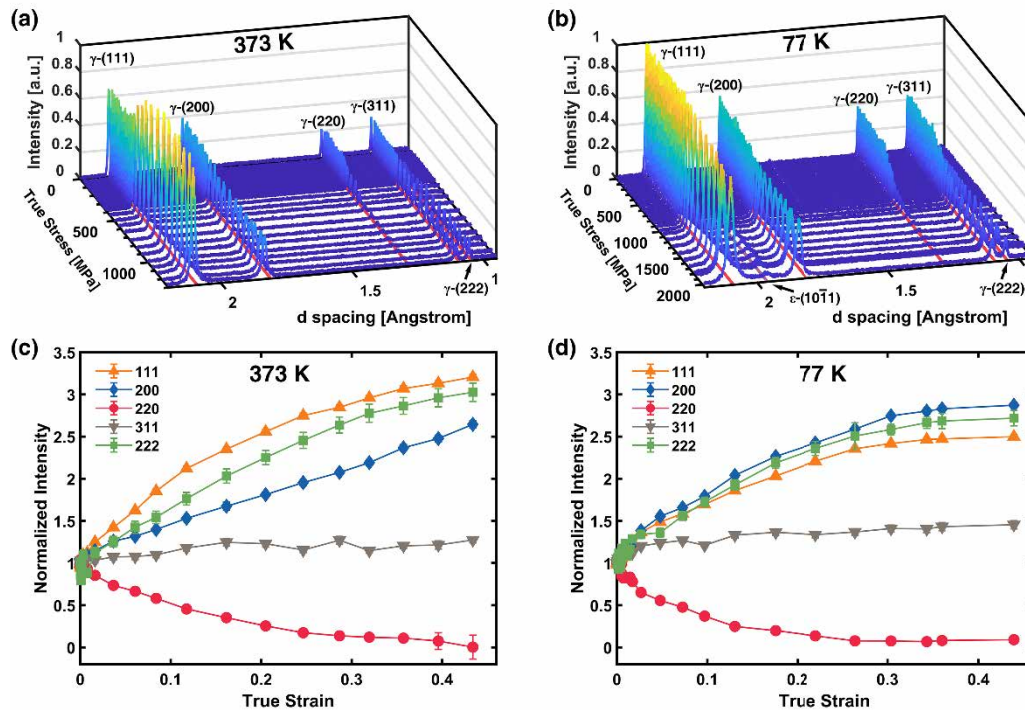 (a)
373 K
Intensity [a.u.]
1
0.8
0.6
0.4
0.2
0
γ-(111)
γ-(200)
γ-(220)
γ-(311)
0
500
1000
True Stress [MPa]
2
1.5
1
γ-(222)
d spacing [Angstrom]
(b)
77 K
Intensity [a.u.]
1
0.8
0.6
0.4
0.2
0
γ-(111)
γ-(200)
γ-(220)
γ-(311)
0
500
1000
1500
2000
True Stress [MPa]
2
ε-(101̄1)
1.5
γ-(222)
d spacing [Angstrom]
(c)
373 K
111
200
220
311
222
Normalized Intensity
3.5
3
2.5
2
1.5
1
0.5
0
0
0.1
0.2
0.3
0.4
True Strain
(d)
77 K
111
200
220
311
222
Normalized Intensity
3.5
3
2.5
2
1.5
1
0.5
0
0
0.1
0.2
0.3
0.4
True Strain